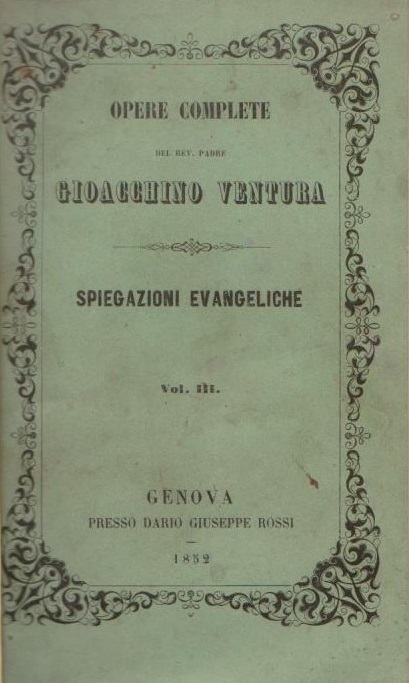 OPERE COMPLETE
DEL REV. PADRE
GIOACCHINO VENTURA
SPIEGAZIONI EVANGELICHE
Vol. III.
GENOVA
PRESSO DARIO GIUSEPPE ROSSI
1852